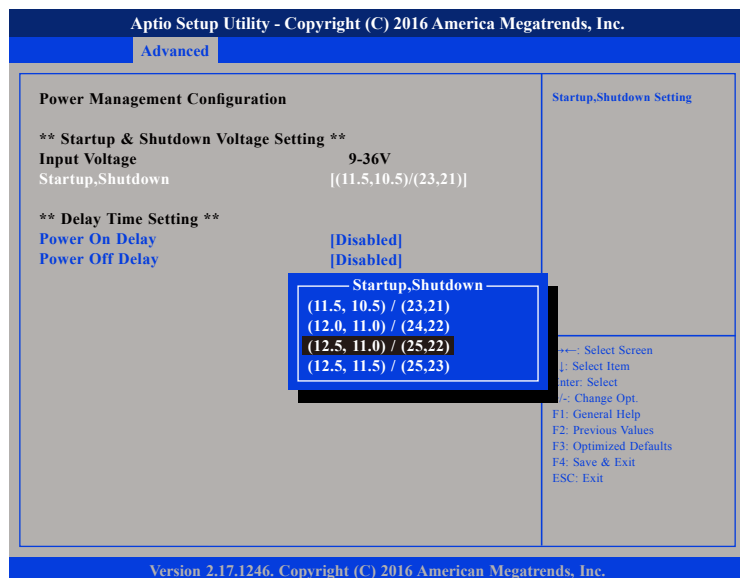 Aptio Setup Utility - Copyright (C) 2016 America Megatrends, Inc.
Advanced
Power Management Configuration
** Startup & Shutdown Voltage Setting **
Input Voltage 9-36V
Startup,Shutdown [(11.5,10.5)/(23,21)]
** Delay Time Setting **
Power On Delay [Disabled]
Power Off Delay [Disabled]
Startup,Shutdown
(11.5, 10.5) / (23,21)
(12.0, 11.0) / (24,22)
(12.5, 11.0) / (25,22)
(12.5, 11.5) / (25,23)
Startup,Shutdown Setting
→←: Select Screen
↓: Select Item
Enter: Select
/-: Change Opt.
F1: General Help
F2: Previous Values
F3: Optimized Defaults
F4: Save & Exit
ESC: Exit
Version 2.17.1246. Copyright (C) 2016 American Megatrends, Inc.